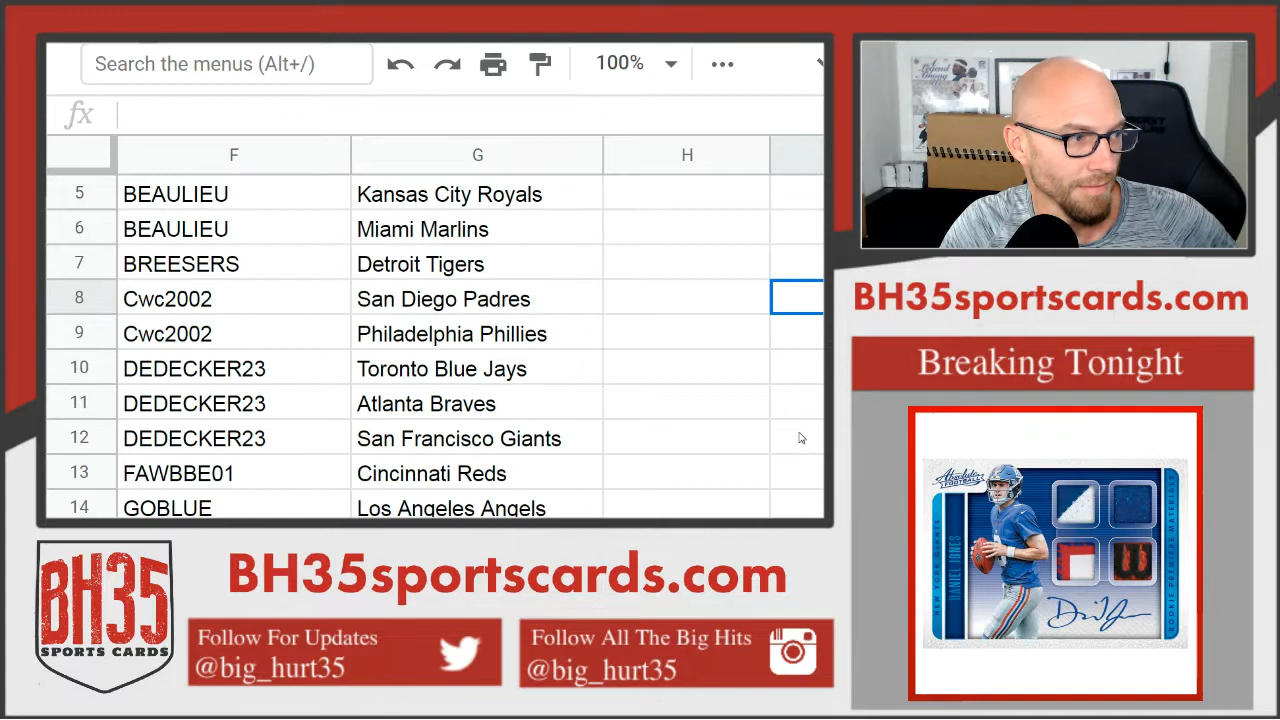 Search the menus (Alt+/)
100%
fx
F G H
5 BEAULIEU Kansas City Royals
6 BEAULIEU Miami Marlins
7 BREESERS Detroit Tigers
8 Cwc2002 San Diego Padres
9 Cwc2002 Philadelphia Phillies
10 DEDECKER23 Toronto Blue Jays
11 DEDECKER23 Atlanta Braves
12 DEDECKER23 San Francisco Giants
13 FAWBBE01 Cincinnati Reds
14 GOBLUE Los Angeles Angels
BH35sportscards.com
Breaking Tonight
Absolute
FOOTBALL
NEW YORK GIANTS
DANIEL JONES
ROOKIE PREMIERE MATERIALS
BH35
SPORTS CARDS
BH35sportscards.com
Follow For Updates
@big_hurt35
Follow All The Big Hits
@big_hurt35